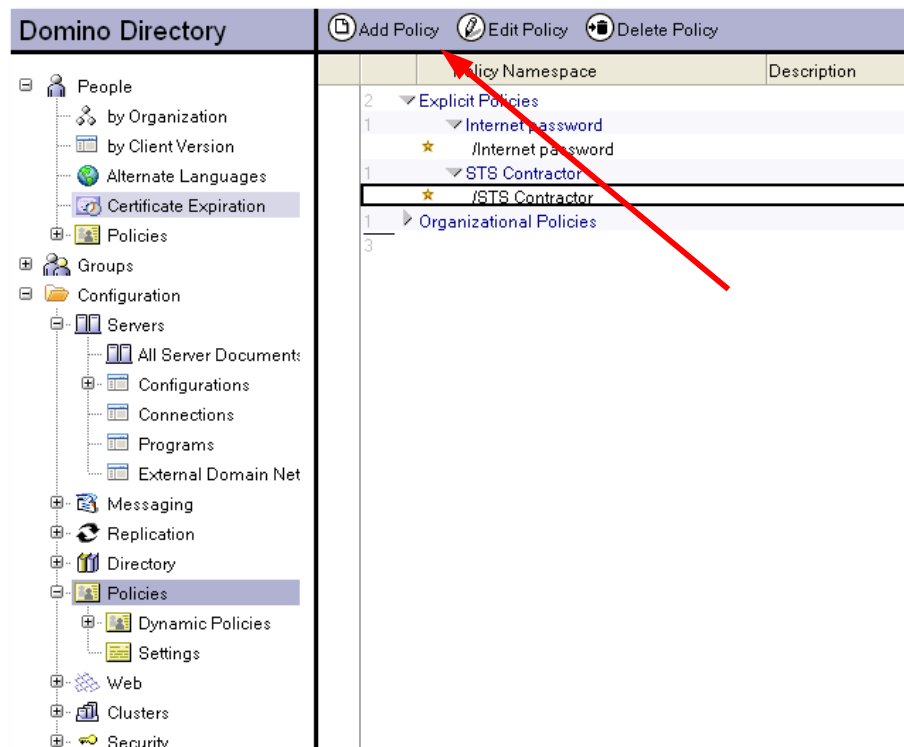 Domino Directory
Add Policy Edit Policy Delete Policy
Policy Namespace Description
People
by Organization
by Client Version
Alternate Languages
Certificate Expiration
Policies
Groups
Configuration
Servers
All Server Documents
Configurations
Connections
Programs
External Domain Net
Messaging
Replication
Directory
Policies
Dynamic Policies
Settings
Web
Clusters
Security
2 Explicit Policies
1 Internet password
/Internet password
1 STS Contractor
/STS Contractor
1 Organizational Policies
3